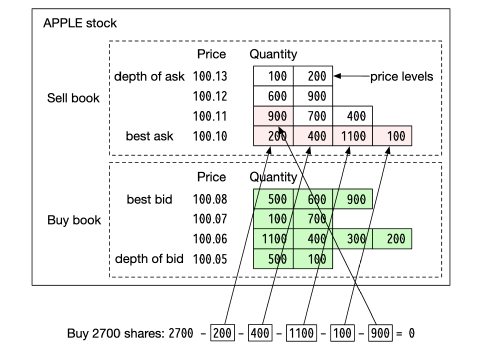 APPLE stock
Price Quantity
depth of ask 100.13 100 200 price levels
100.12 600 900
Sell book
100.11 900 700 400
best ask 100.10 200 400 1100 100
Price Quantity
best bid 100.08 500 600 900
100.07 100 700
Buy book
100.06 1100 400 300 200
depth of bid 100.05 500 100
Buy 2700 shares: 2700 - 200 - 400 - 1100 - 100 - 900 = 0